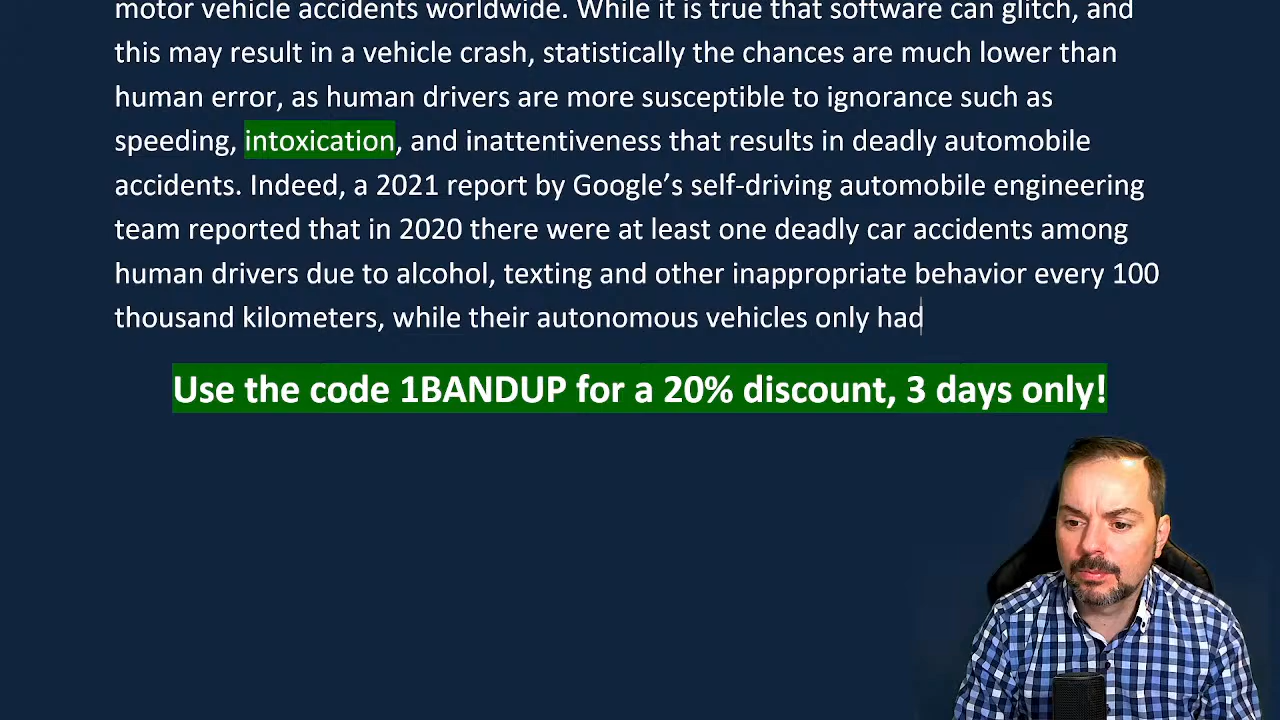 motor vehicle accidents worldwide. While it is true that software can glitch, and
this may result in a vehicle crash, statistically the chances are much lower than
human error, as human drivers are more susceptible to ignorance such as
speeding, intoxication, and inattentiveness that results in deadly automobile
accidents. Indeed, a 2021 report by Google’s self-driving automobile engineering
team reported that in 2020 there were at least one deadly car accidents among
human drivers due to alcohol, texting and other inappropriate behavior every 100
thousand kilometers, while their autonomous vehicles only had
Use the code 1BANDUP for a 20% discount, 3 days only!